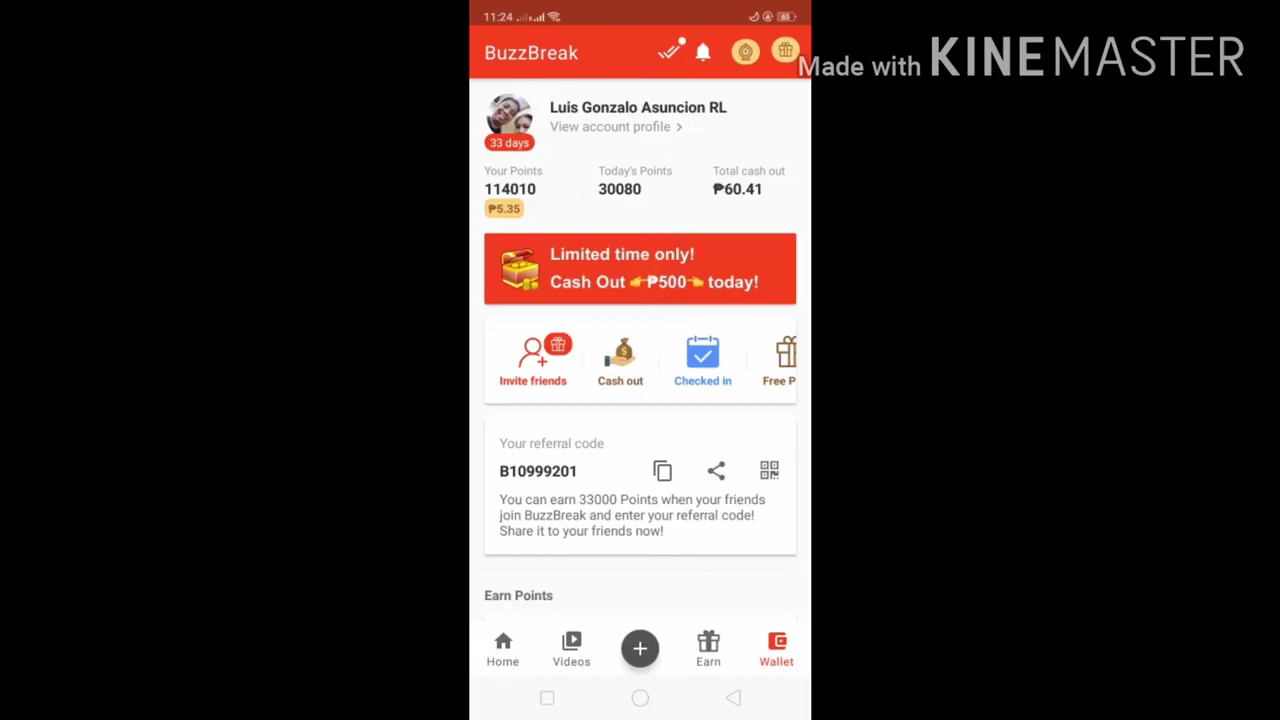 11:24
65
BuzzBreak
Made with KINEMASTER
Luis Gonzalo Asuncion RL
View account profile >
33 days
Your Points
Today's Points
Total cash out
114010
30080
₱60.41
₱5.35
Limited time only!
Cash Out 👉₱500👈 today!
Invite friends
Cash out
Checked in
Free P
Your referral code
B10999201
You can earn 33000 Points when your friends
join BuzzBreak and enter your referral code!
Share it to your friends now!
Earn Points
Home
Videos
Earn
Wallet